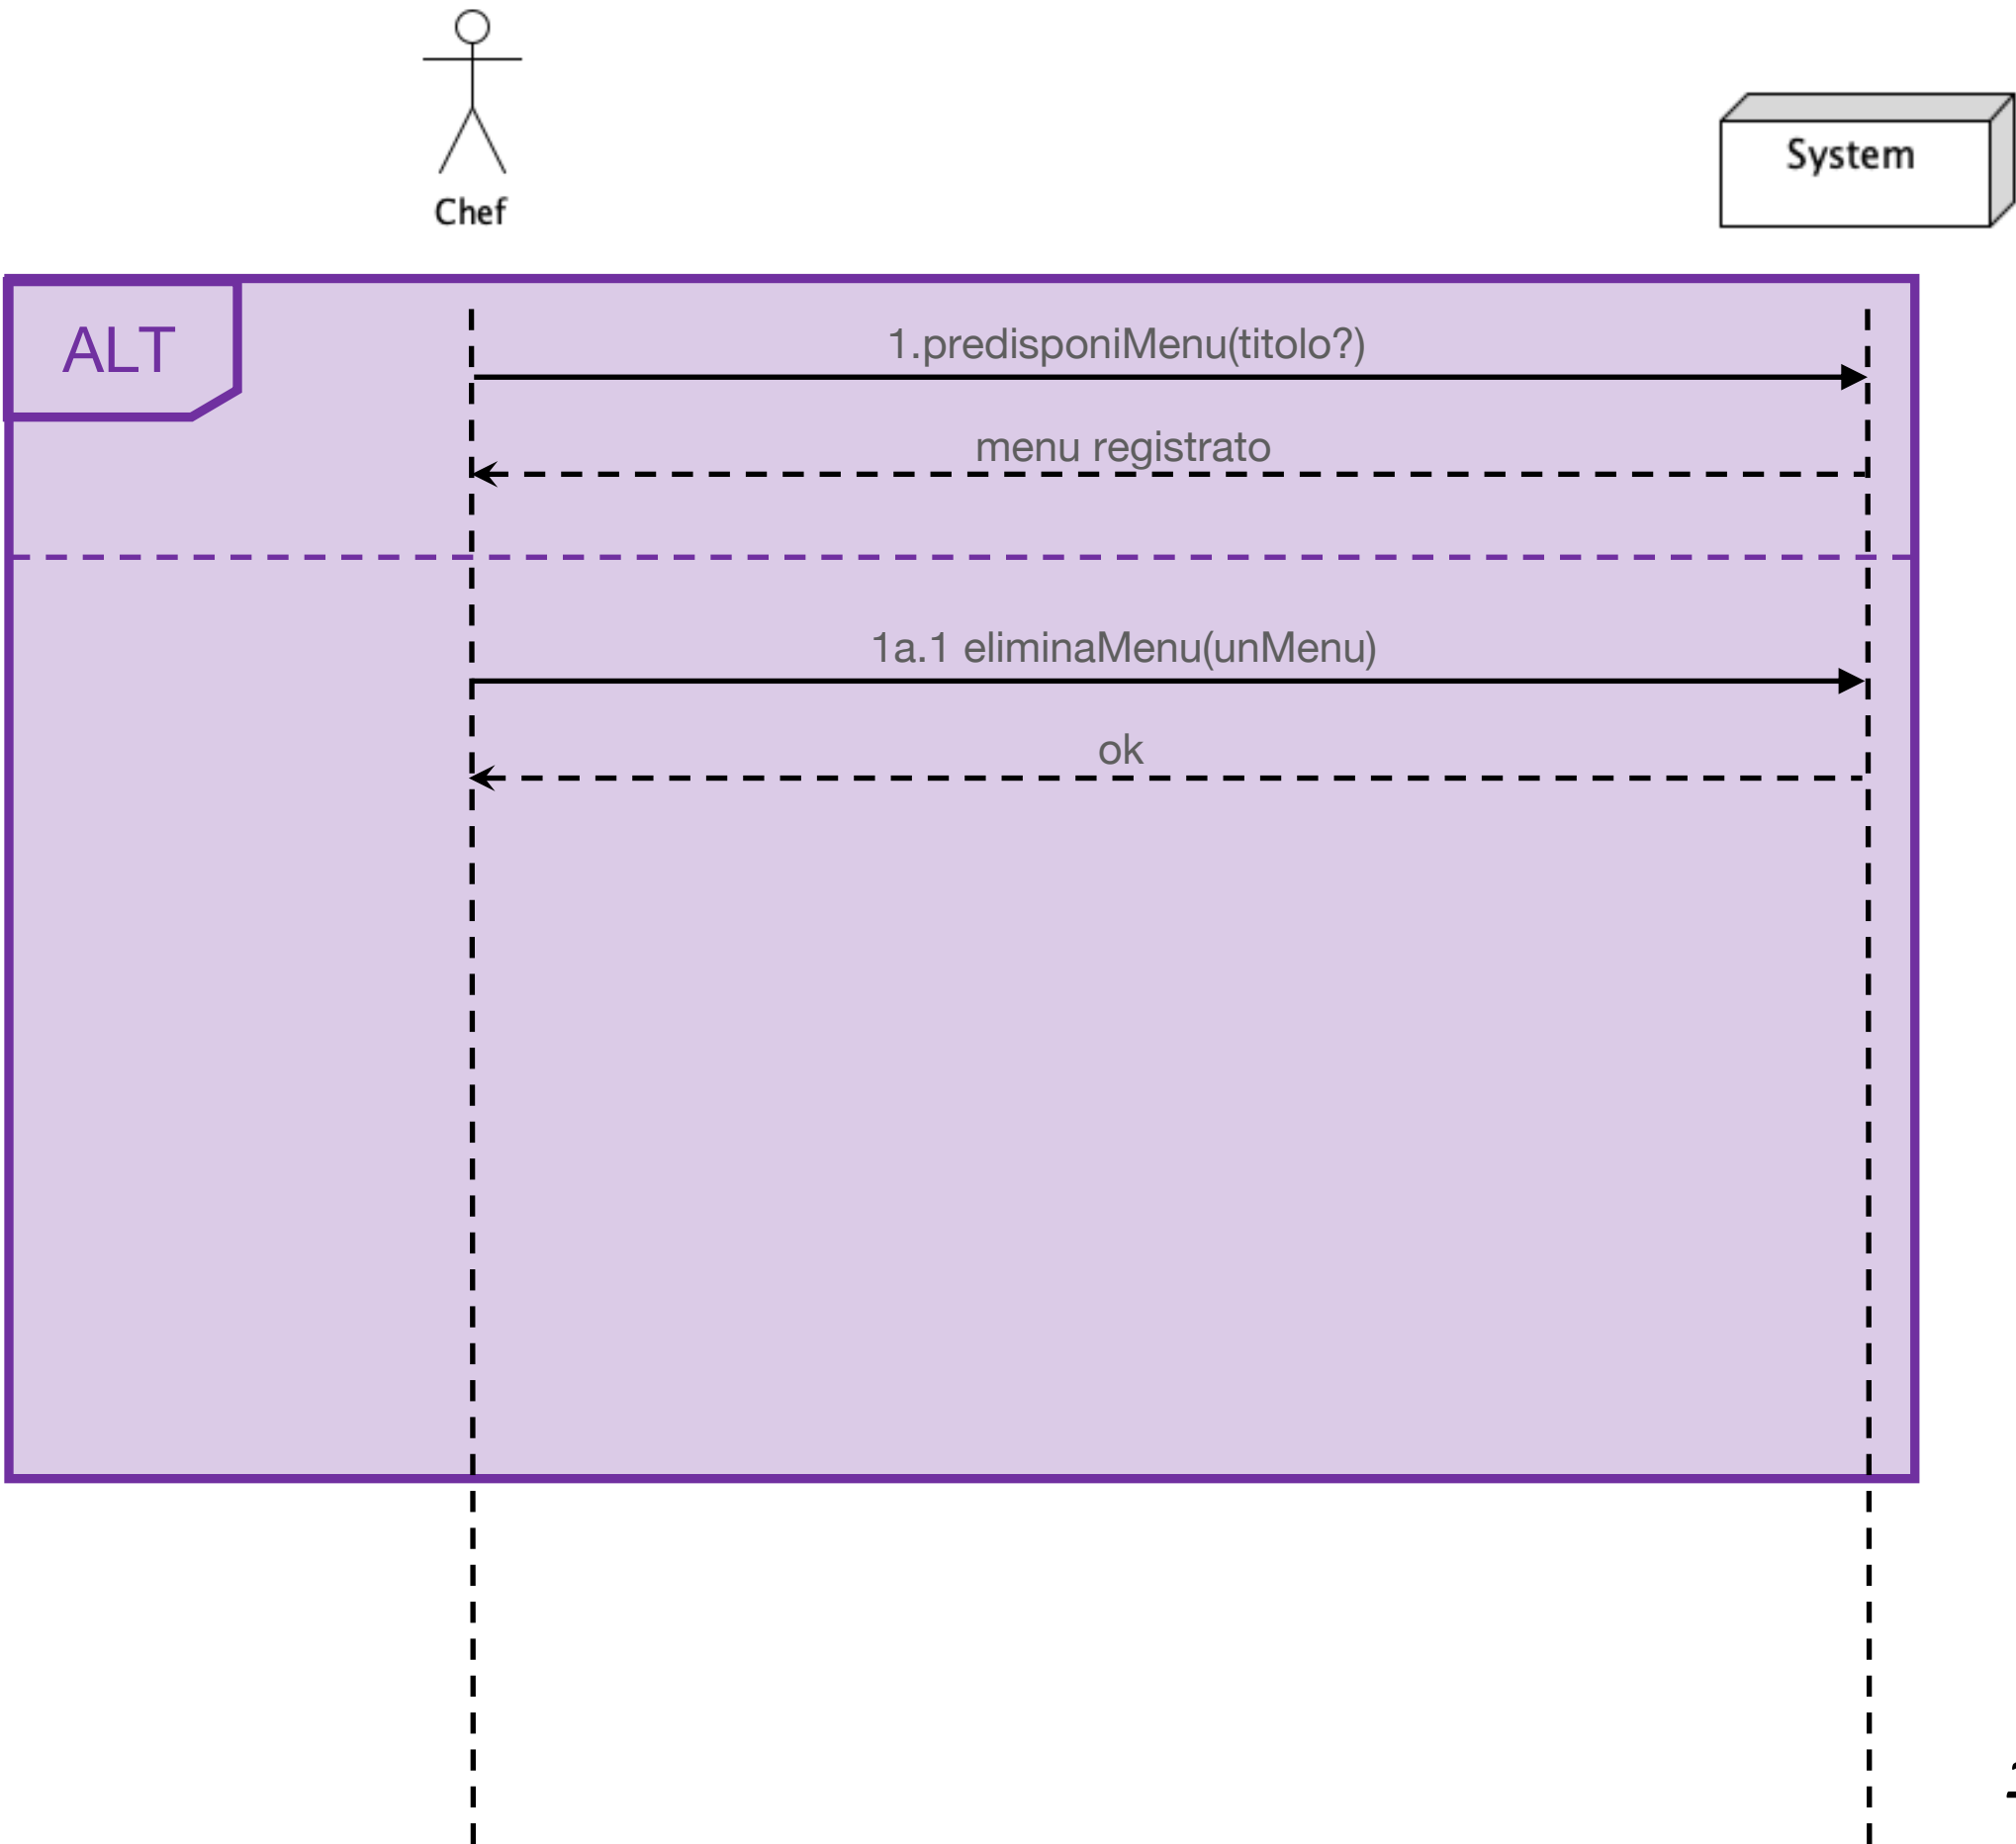 Chef
System
ALT
1.predisponiMenu(titolo?)
menu registrato
1a.1 eliminaMenu(unMenu)
ok